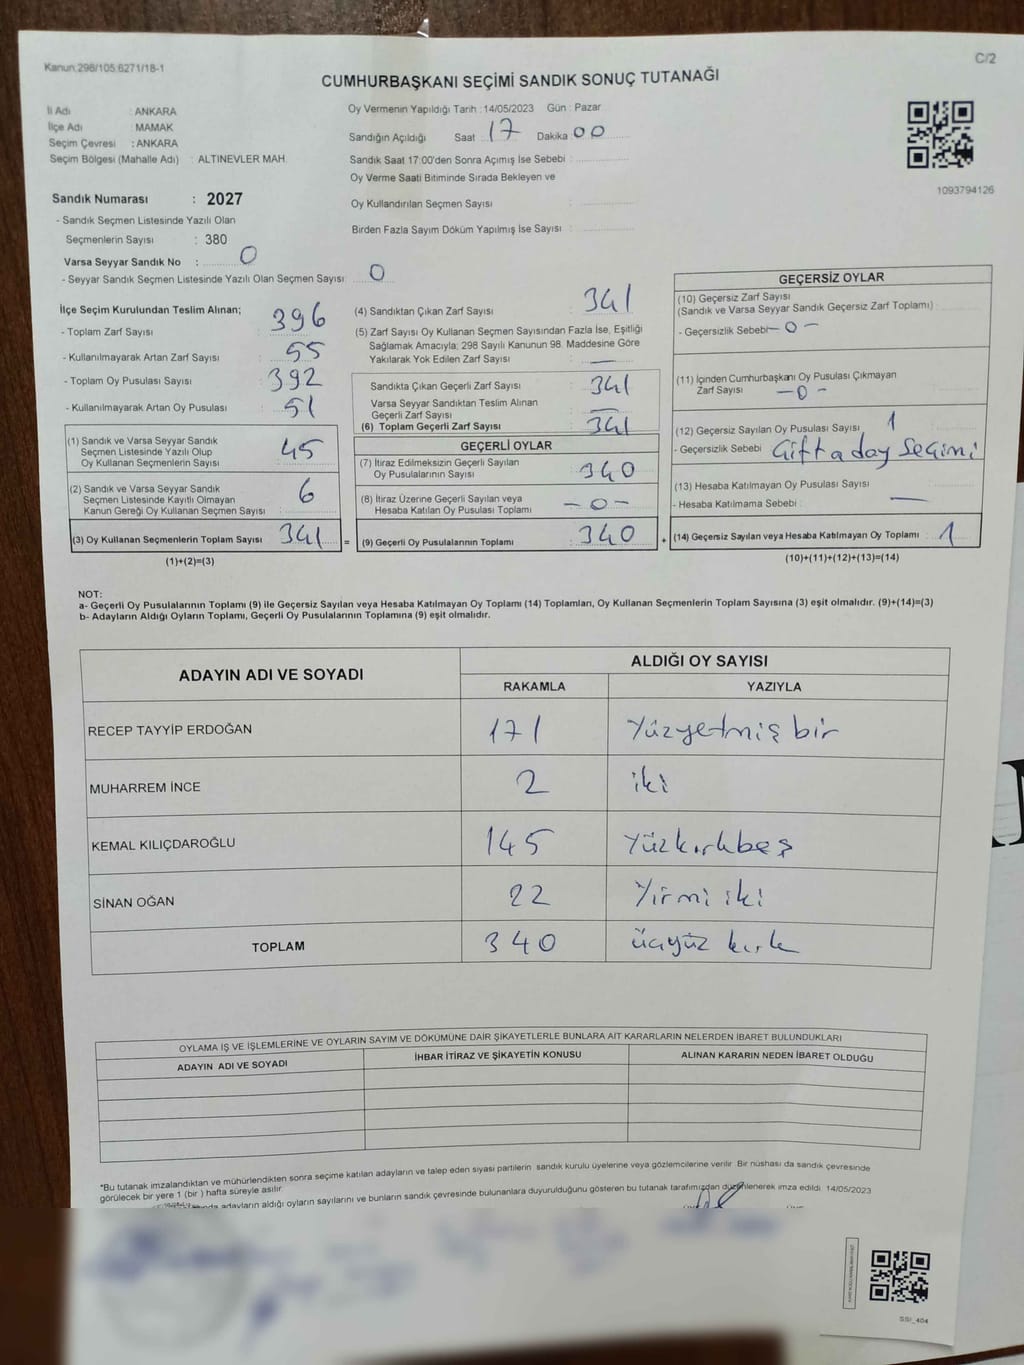 Kanun:298/105 6271/18-1
C/2
CUMHURBAŞKANI SEÇİMİ SANDIK SONUÇ TUTANAĞI
İl Adı : ANKARA
İlçe Adı : MAMAK
Seçim Çevresi : ANKARA
Seçim Bölgesi (Mahalle Adı) : ALTINEVLER MAH.
Oy Vermenin Yapıldığı Tarih : 14/05/2023 Gün : Pazar
Sandığın Açıldığı Saat : 17 Dakika : 00
Sandık Saat 17:00'den Sonra Açımış İse Sebebi :
Oy Verme Saati Bitiminde Sırada Bekleyen ve
Oy Kullandırılan Seçmen Sayısı :
Birden Fazla Sayım Döküm Yapılmış İse Sayısı :
1093794126
Sandık Numarası : 2027
- Sandık Seçmen Listesinde Yazılı Olan
Seçmenlerin Sayısı : 380
Varsa Seyyar Sandık No : 0
- Seyyar Sandık Seçmen Listesinde Yazılı Olan Seçmen Sayısı: 0
İlçe Seçim Kurulundan Teslim Alınan;
- Toplam Zarf Sayısı : 396
- Kullanılmayarak Artan Zarf Sayısı : 55
- Toplam Oy Pusulası Sayısı : 392
- Kullanılmayarak Artan Oy Pusulası : 51
(1) Sandık ve Varsa Seyyar Sandık
Seçmen Listesinde Yazılı Olup
Oy Kullanan Seçmenlerin Sayısı : 45
(2) Sandık ve Varsa Seyyar Sandık
Seçmen Listesinde Kayıtlı Olmayan
Kanun Gereği Oy Kullanan Seçmen Sayısı : 6
(3) Oy Kullanan Seçmenlerin Toplam Sayısı : 341 =
(1)+(2)=(3)
(4) Sandıktan Çıkan Zarf Sayısı : 341
(5) Zarf Sayısı Oy Kullanan Seçmen Sayısından Fazla İse, Eşitliği
Sağlamak Amacıyla; 298 Sayılı Kanunun 98. Maddesine Göre
Yakılarak Yok Edilen Zarf Sayısı : —
Sandıkta Çıkan Geçerli Zarf Sayısı : 341
Varsa Seyyar Sandıktan Teslim Alınan
Geçerli Zarf Sayısı : —
(6) Toplam Geçerli Zarf Sayısı : 341
GEÇERLİ OYLAR
(7) İtiraz Edilmeksizin Geçerli Sayılan
Oy Pusulalarının Sayısı : 340
(8) İtiraz Üzerine Geçerli Sayılan veya
Hesaba Katılan Oy Pusulası Toplamı : -0-
(9) Geçerli Oy Pusulalarının Toplamı : 340 +
GEÇERSİZ OYLAR
(10) Geçersiz Zarf Sayısı
(Sandık ve Varsa Seyyar Sandık Geçersiz Zarf Toplamı) :
- Geçersizlik Sebebi -0-
(11) İçinden Cumhurbaşkanı Oy Pusulası Çıkmayan
Zarf Sayısı -0-
(12) Geçersiz Sayılan Oy Pusulası Sayısı : 1
- Geçersizlik Sebebi : Çift aday Seçimi
(13) Hesaba Katılmayan Oy Pusulası Sayısı :
- Hesaba Katılmama Sebebi : —
(14) Geçersiz Sayılan veya Hesaba Katılmayan Oy Toplamı : 1
(10)+(11)+(12)+(13)=(14)
NOT:
a- Geçerli Oy Pusulalarının Toplamı (9) ile Geçersiz Sayılan veya Hesaba Katılmayan Oy Toplamı (14) Toplamları, Oy Kullanan Seçmenlerin Toplam Sayısına (3) eşit olmalıdır. (9)+(14)=(3)
b- Adayların Aldığı Oyların Toplamı, Geçerli Oy Pusulalarının Toplamına (9) eşit olmalıdır.
ADAYIN ADI VE SOYADI ALDIĞI OY SAYISI
RAKAMLA YAZIYLA
RECEP TAYYİP ERDOĞAN 171 Yüzyetmiş bir
MUHARREM İNCE 2 iki
KEMAL KILIÇDAROĞLU 145 Yüzkırkbeş
SİNAN OĞAN 22 Yirmi iki
TOPLAM 340 üçyüz kırk
OYLAMA İŞ VE İŞLEMLERİNE VE OYLARIN SAYIM VE DÖKÜMÜNE DAİR ŞİKAYETLERLE BUNLARA AİT KARARLARIN NELERDEN İBARET BULUNDUKLARI
ADAYIN ADI VE SOYADI İHBAR İTİRAZ VE ŞİKAYETİN KONUSU ALINAN KARARIN NEDEN İBARET OLDUĞU
*Bu tutanak imzalandıktan ve mühürlendikten sonra seçime katılan adayların ve talep eden siyasi partilerin sandık kurulu üyelerine veya gözlemcilerine verilir. Bir nüshası da sandık çevresinde
görülecek bir yere 1 (bir) hafta süreyle asılır.
adayların aldığı oyların sayılarını ve bunların sandık çevresinde bulunanlara duyurulduğunu gösteren bu tutanak tarafımızdan düzenlenerek imza edildi. 14/05/2023
SSI_404